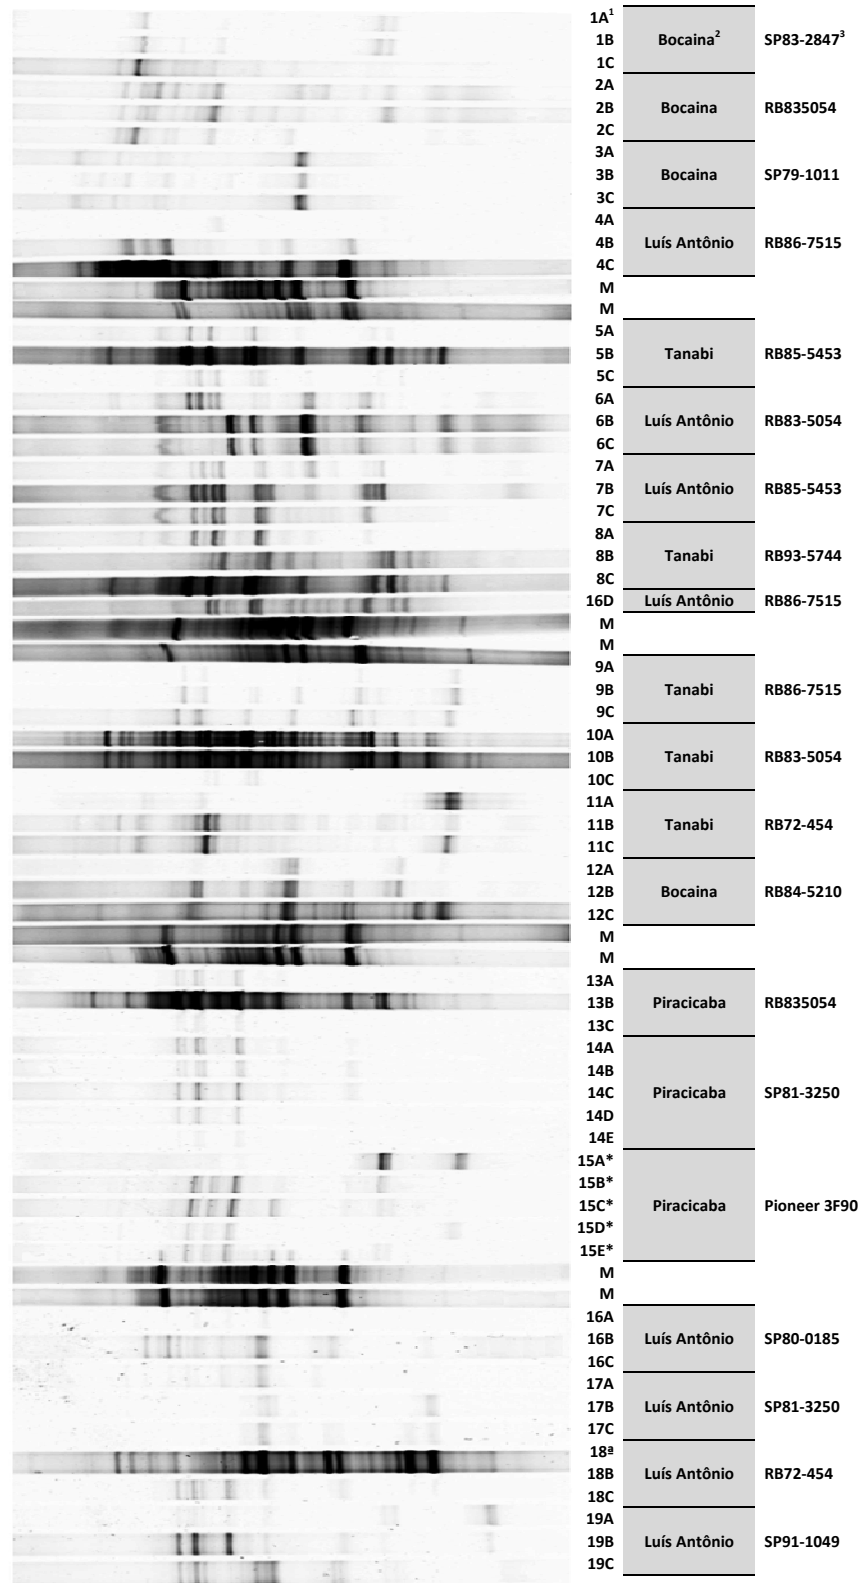 1A¹
1B Bocaina² SP83-2847³
1C
2A
2B Bocaina RB835054
2C
3A
3B Bocaina SP79-1011
3C
4A
4B Luís Antônio RB86-7515
4C
M
M
5A
5B Tanabi RB85-5453
5C
6A
6B Luís Antônio RB83-5054
6C
7A
7B Luís Antônio RB85-5453
7C
8A
8B Tanabi RB93-5744
8C
16D Luís Antônio RB86-7515
M
M
9A
9B Tanabi RB86-7515
9C
10A
10B Tanabi RB83-5054
10C
11A
11B Tanabi RB72-454
11C
12A
12B Bocaina RB84-5210
12C
M
M
13A
13B Piracicaba RB835054
13C
14A
14B
14C Piracicaba SP81-3250
14D
14E
15A*
15B*
15C* Piracicaba Pioneer 3F90
15D*
15E*
M
M
16A
16B Luís Antônio SP80-0185
16C
17A
17B Luís Antônio SP81-3250
17C
18ª
18B Luís Antônio RB72-454
18C
19A
19B Luís Antônio SP91-1049
19C